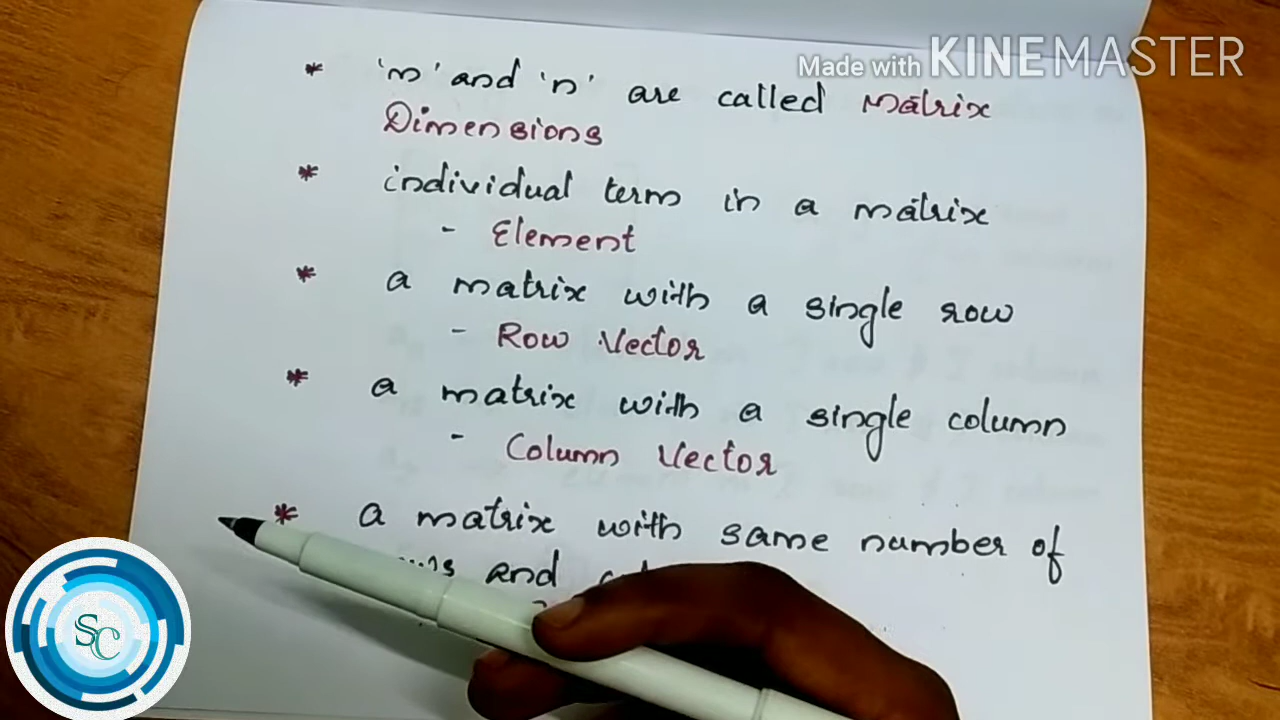 Made with KINEMASTER
* 'm' and 'n' are called Matrix
Dimensions
* individual term in a matrix
- Element
* a matrix with a single row
- Row Vector
* a matrix with a single column
- Column Vector
* a matrix with same number of
and
SC